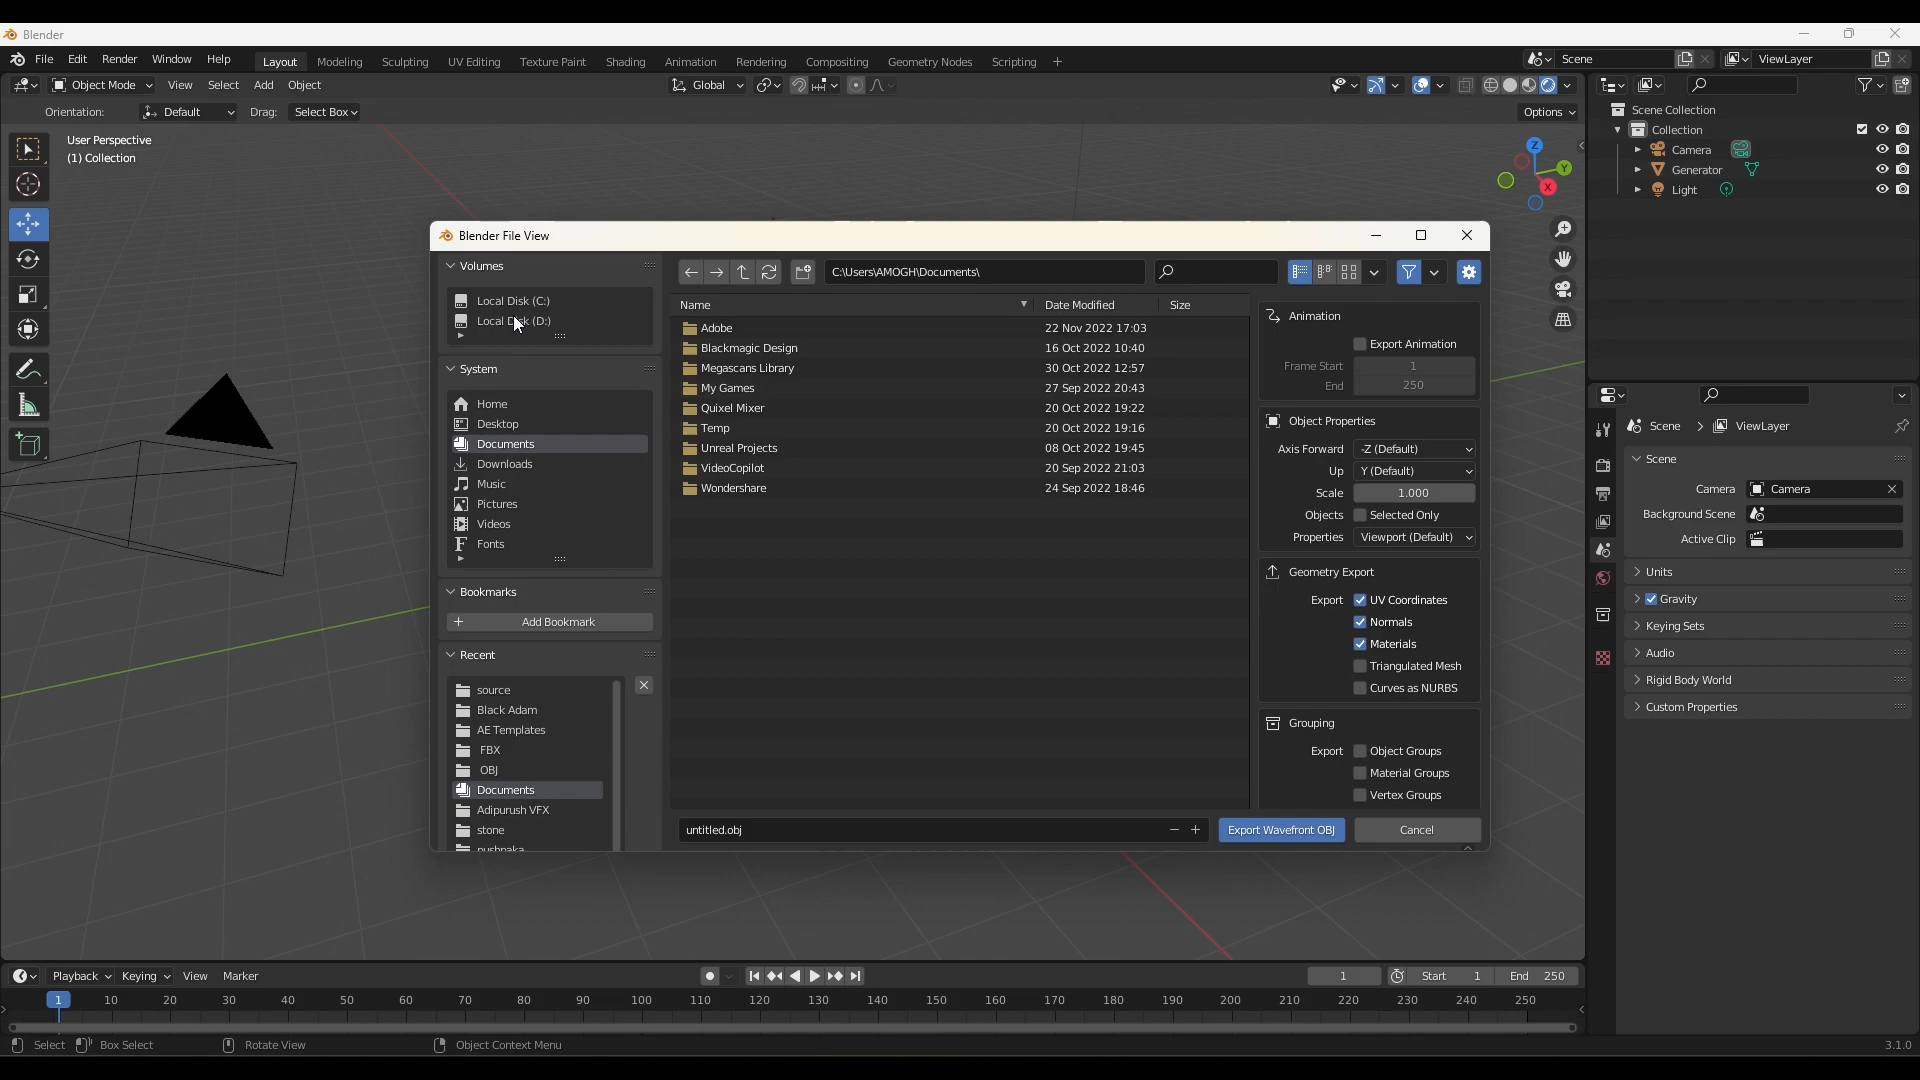 Blender
File Edit Render Window Help Layout Modeling Sculpting UV Editing Texture Paint Shading Animation Rendering Compositing Geometry Nodes Scripting + Scene ViewLayer
Object Mode View Select Add Object Global
Orientation: Default Drag: Select Box Options
User Perspective
(1) Collection
Z
Y
X
Scene Collection
Collection
Camera
Generator
Light
Blender File View
Volumes
Local Disk (C:)
Local Disk (D:)
System
Home
Desktop
Documents
Downloads
Music
Pictures
Videos
Fonts
Bookmarks
Add Bookmark
Recent
source
Black Adam
AE Templates
FBX
OBJ
Documents
Adipurush VFX
stone
pushpaka
C:\Users\AMOGH\Documents\
Name Date Modified Size
Adobe 22 Nov 2022 17:03
Blackmagic Design 16 Oct 2022 10:40
Megascans Library 30 Oct 2022 12:57
My Games 27 Sep 2022 20:43
Quixel Mixer 20 Oct 2022 19:22
Temp 20 Oct 2022 19:16
Unreal Projects 08 Oct 2022 19:45
VideoCopilot 20 Sep 2022 21:03
Wondershare 24 Sep 2022 18:46
untitled.obj
Export Wavefront OBJ Cancel
Animation
Export Animation
Frame Start 1
End 250
Object Properties
Axis Forward -Z (Default)
Up Y (Default)
Scale 1.000
Objects Selected Only
Properties Viewport (Default)
Geometry Export
Export UV Coordinates
Normals
Materials
Triangulated Mesh
Curves as NURBS
Grouping
Export Object Groups
Material Groups
Vertex Groups
Scene ViewLayer
Scene
Camera Camera
Background Scene
Active Clip
Units
Gravity
Keying Sets
Audio
Rigid Body World
Custom Properties
Playback Keying View Marker 1 Start 1 End 250
1 10 20 30 40 50 60 70 80 90 100 110 120 130 140 150 160 170 180 190 200 210 220 230 240 250
Select Box Select Rotate View Object Context Menu 3.1.0